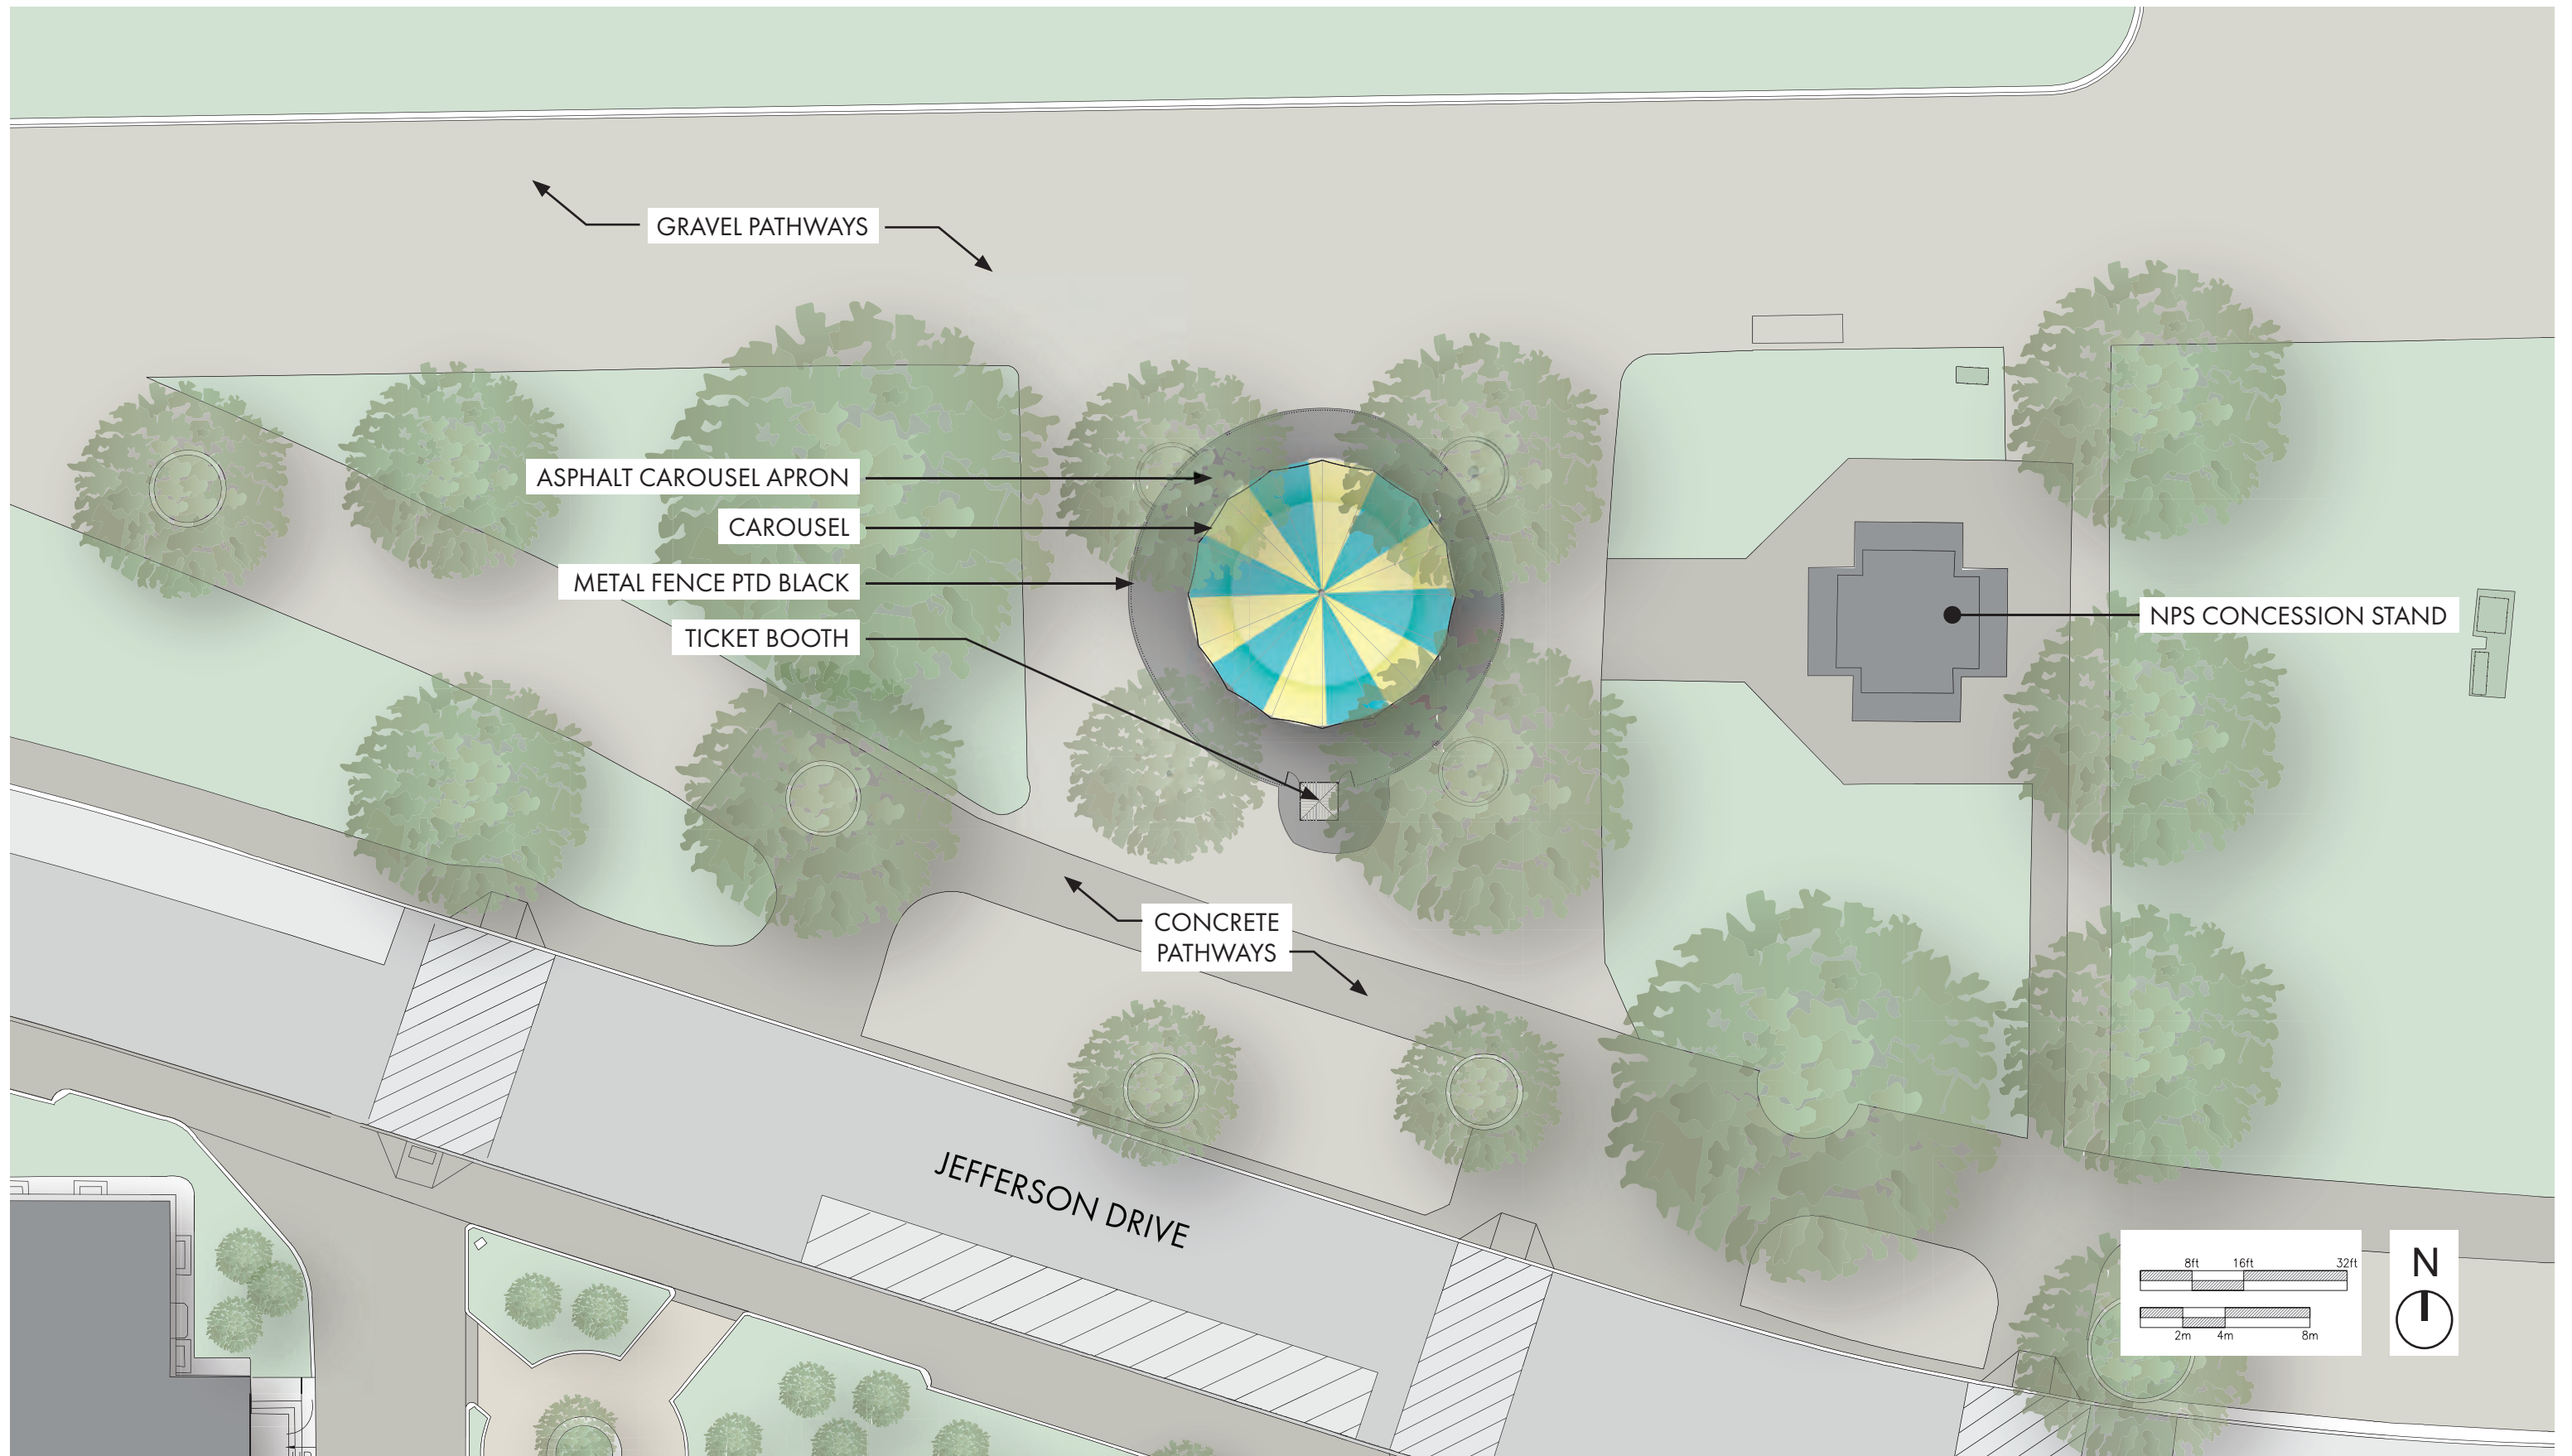 GRAVEL PATHWAYS
ASPHALT CAROUSEL APRON
CAROUSEL
METAL FENCE PTD BLACK
TICKET BOOTH
NPS CONCESSION STAND
CONCRETE
PATHWAYS
JEFFERSON DRIVE
8ft 16ft 32ft
2m 4m 8m
N